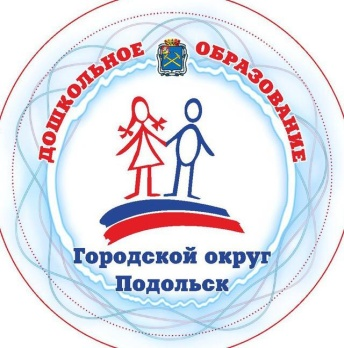 ДОШКОЛЬНОЕ ОБРАЗОВАНИЕ
Городской округ
Подольск